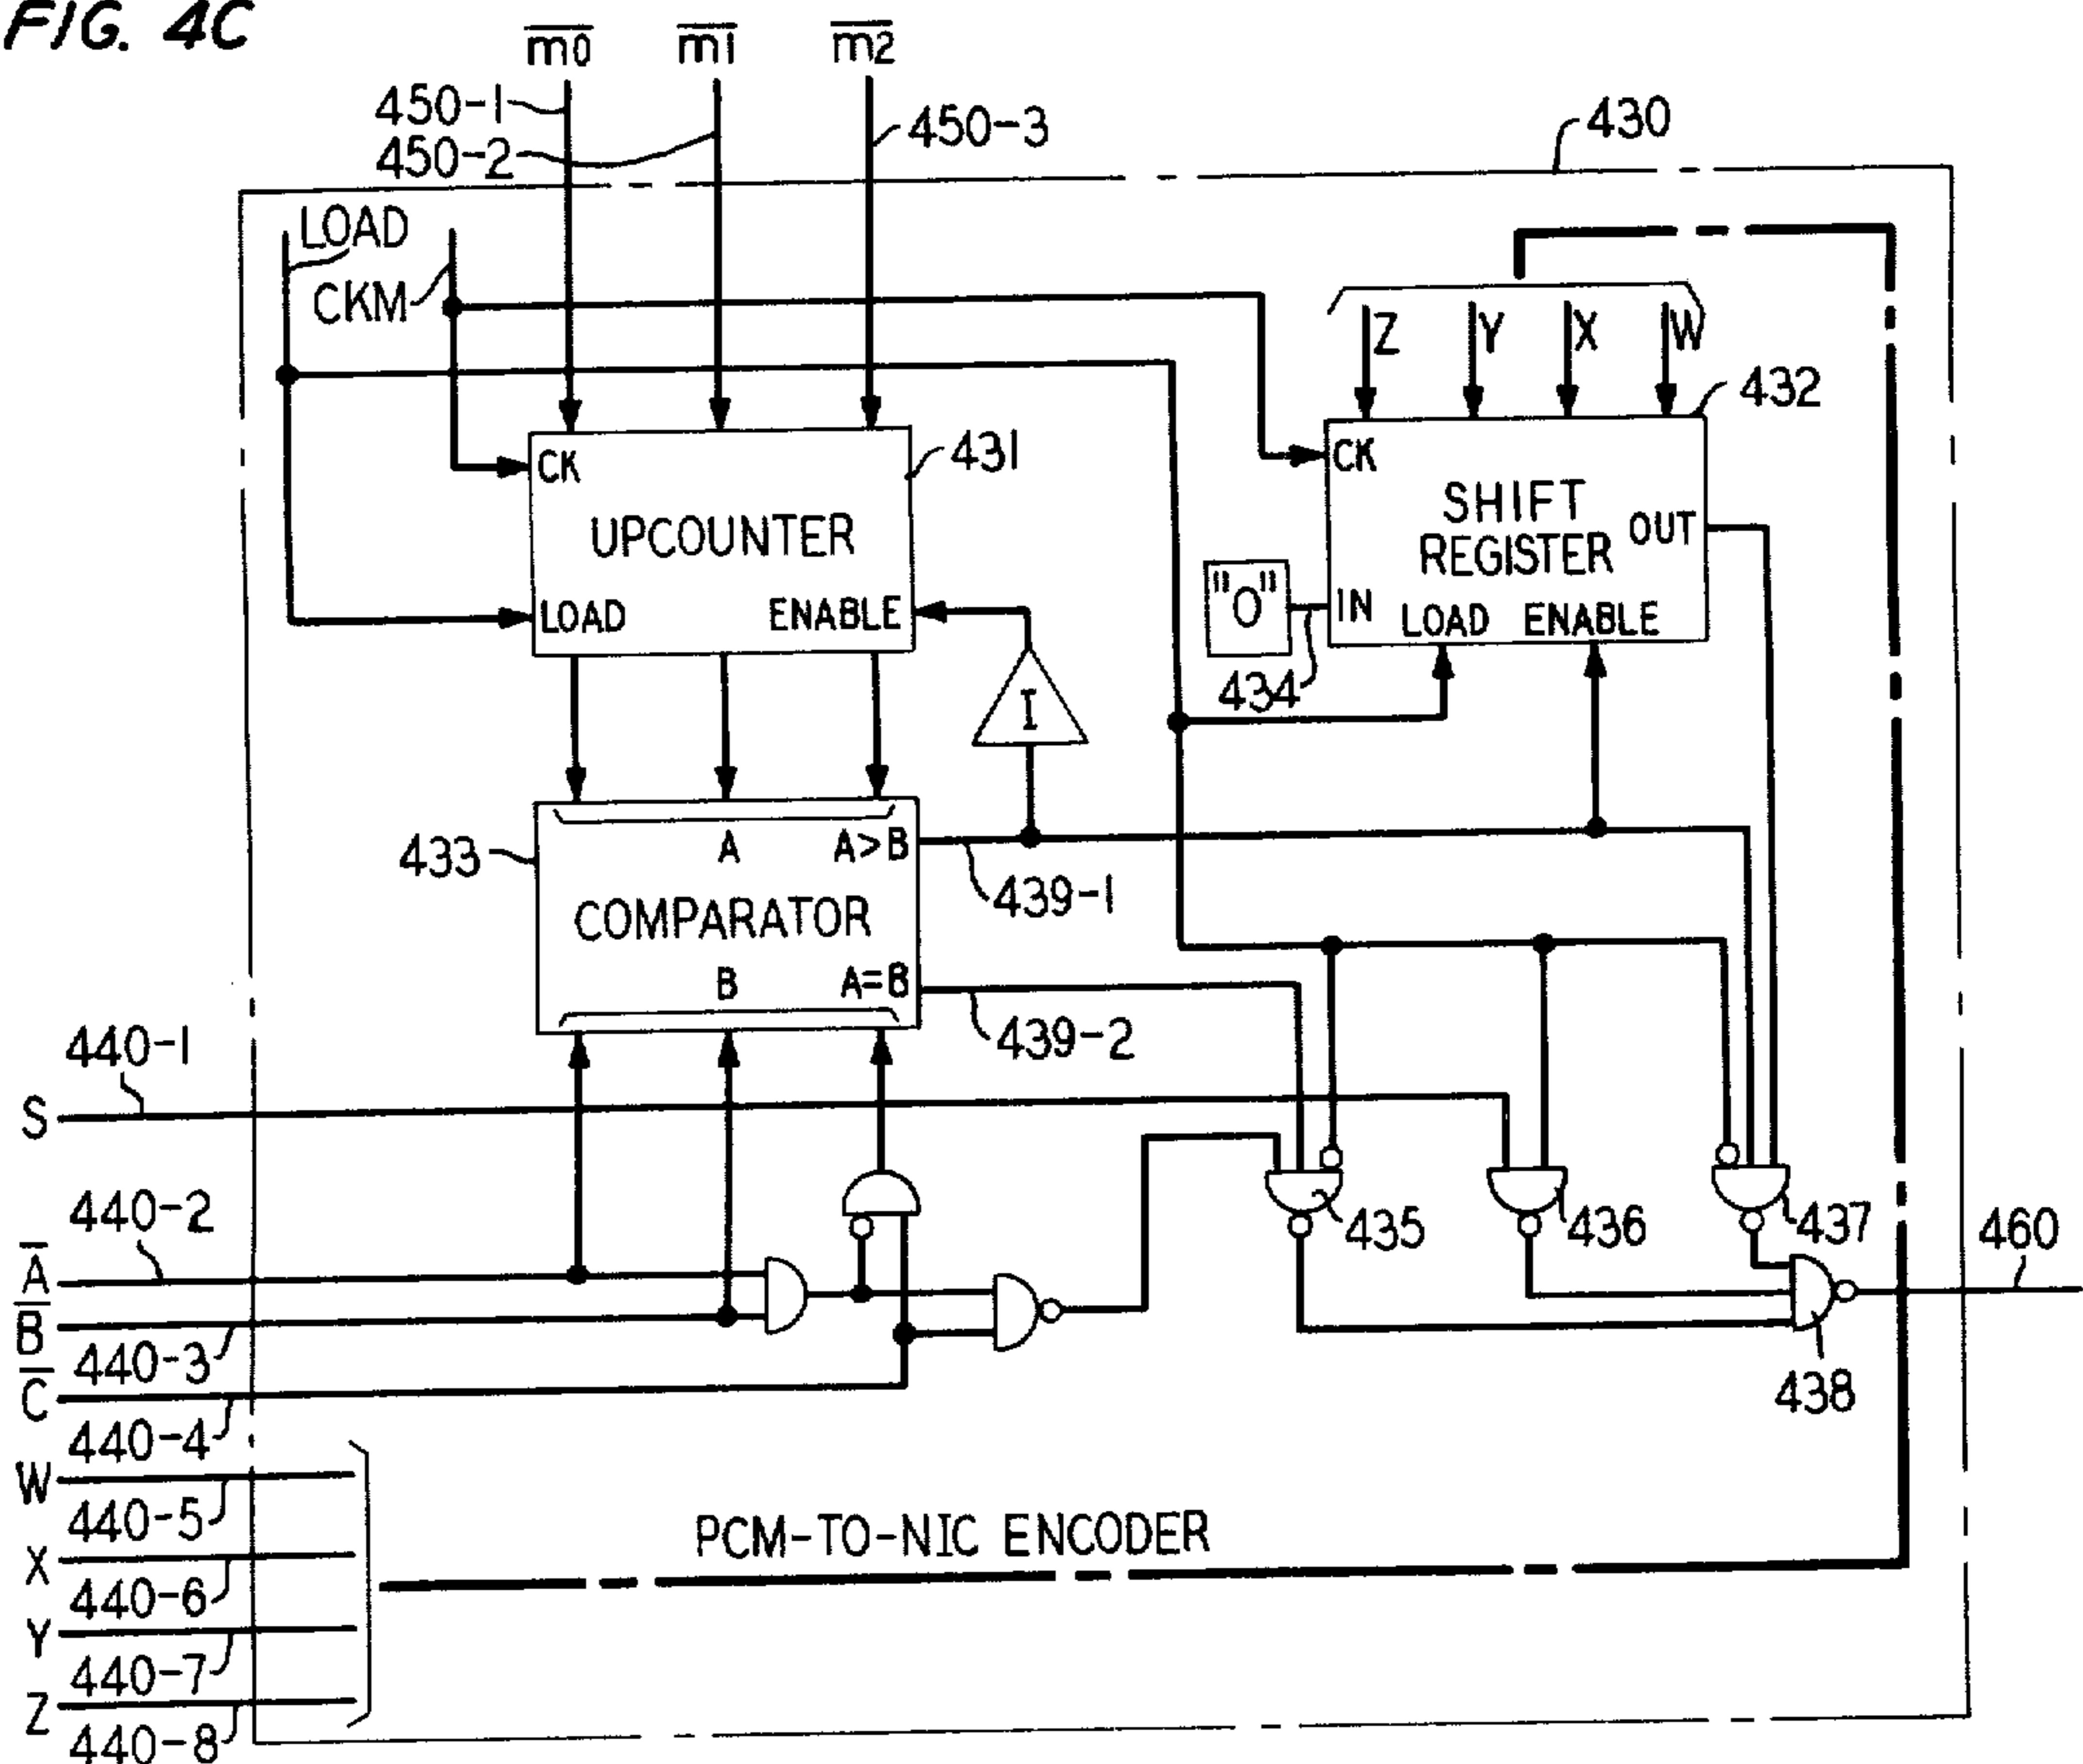 FIG. 4C
m̅0̅ m̅1̅ m̅2̅
450-1
450-2
450-3
430
LOAD
CKM
Z Y X W
432
CK
431
UPCOUNTER
LOAD ENABLE
CK
SHIFT
REGISTER
OUT
"0"
IN
LOAD ENABLE
434
I
433
A A>B
COMPARATOR
B A=B
439-1
439-2
440-1
S
440-2
A̅
B̅
440-3
C̅
440-4
W
440-5
X
440-6
Y
440-7
Z
440-8
435
436
437
460
438
PCM-TO-NIC ENCODER